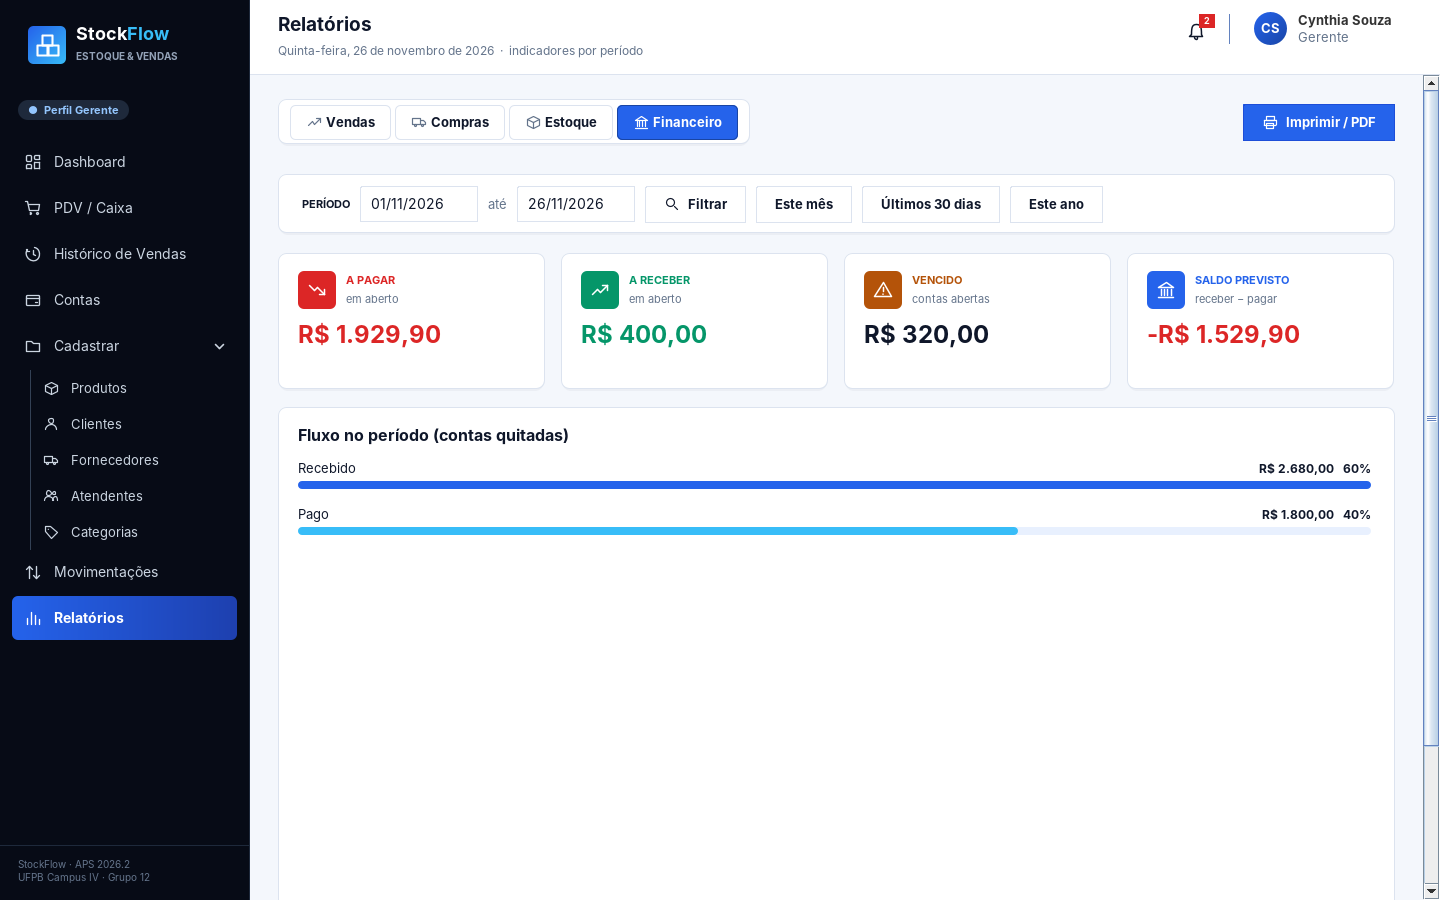 StockFlow
ESTOQUE & VENDAS
Perfil Gerente
Dashboard
PDV / Caixa
Histórico de Vendas
Contas
Cadastrar
Produtos
Clientes
Fornecedores
Atendentes
Categorias
Movimentações
Relatórios
StockFlow · APS 2026.2
UFPB Campus IV · Grupo 12
Relatórios
Quinta-feira, 26 de novembro de 2026 · indicadores por período
2
CS
Cynthia Souza
Gerente
Vendas
Compras
Estoque
Financeiro
Imprimir / PDF
PERÍODO
01/11/2026
até
26/11/2026
Filtrar
Este mês
Últimos 30 dias
Este ano
A PAGAR
em aberto
R$ 1.929,90
A RECEBER
em aberto
R$ 400,00
VENCIDO
contas abertas
R$ 320,00
SALDO PREVISTO
receber − pagar
-R$ 1.529,90
Fluxo no período (contas quitadas)
Recebido
R$ 2.680,00 60%
Pago
R$ 1.800,00 40%